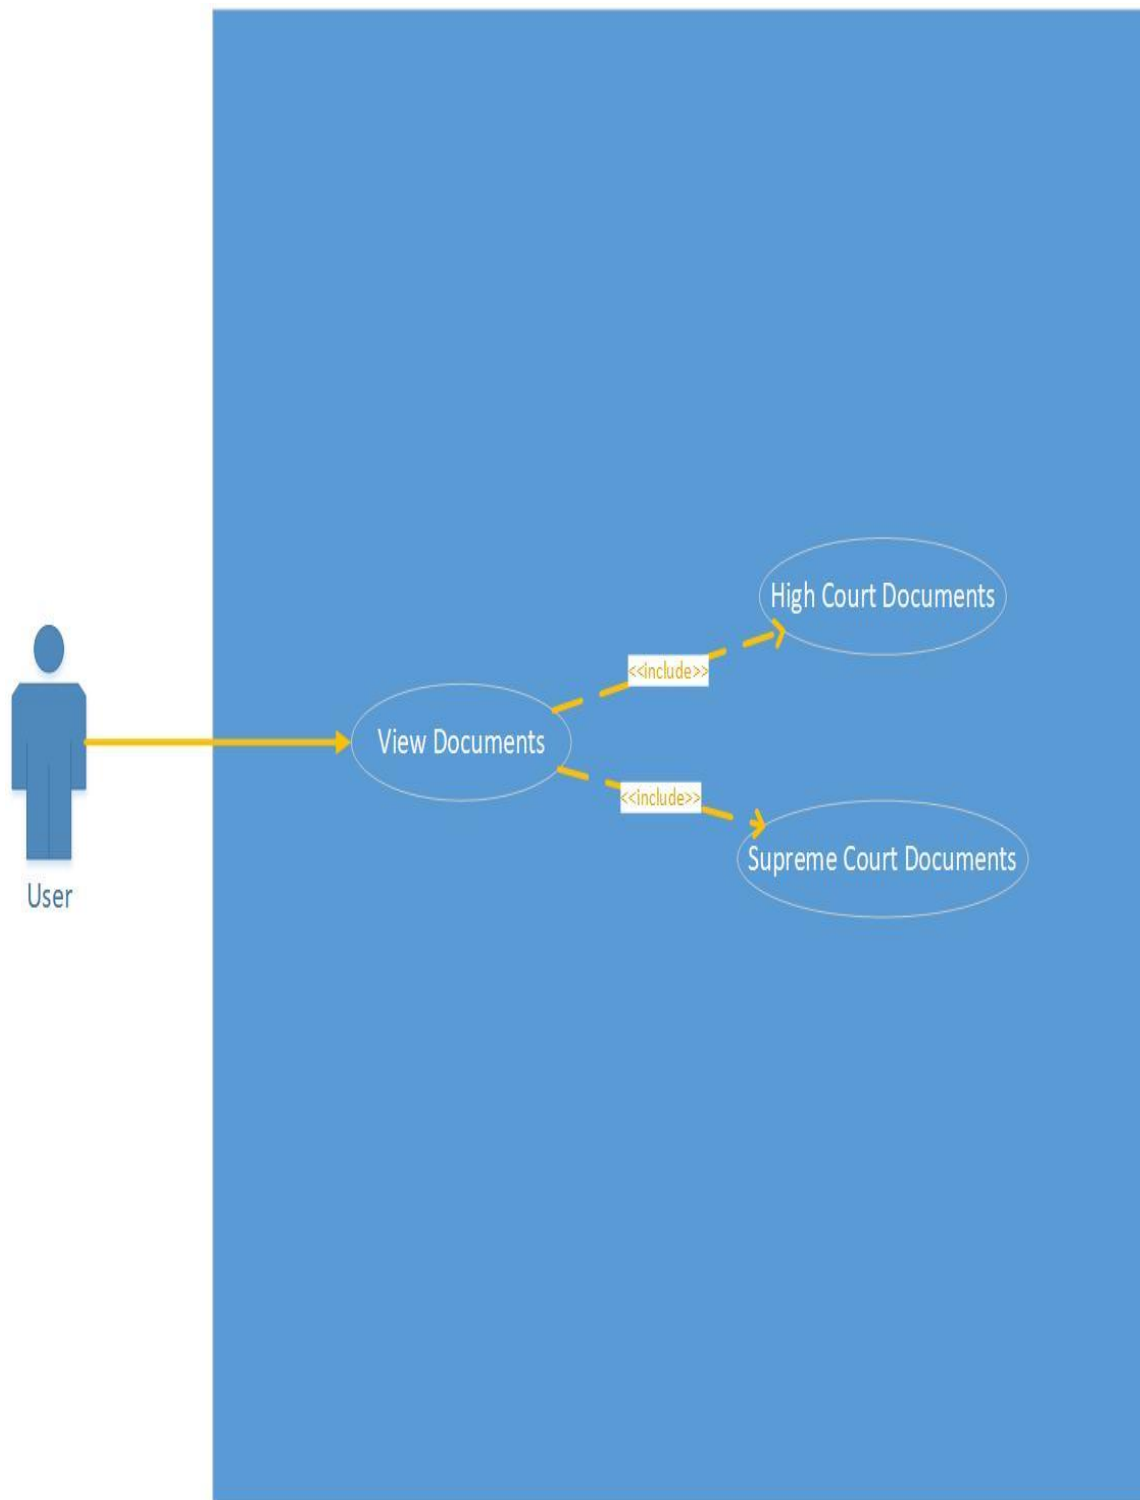 High Court Documents
<<include>>
View Documents
<<include>>
Supreme Court Documents
User